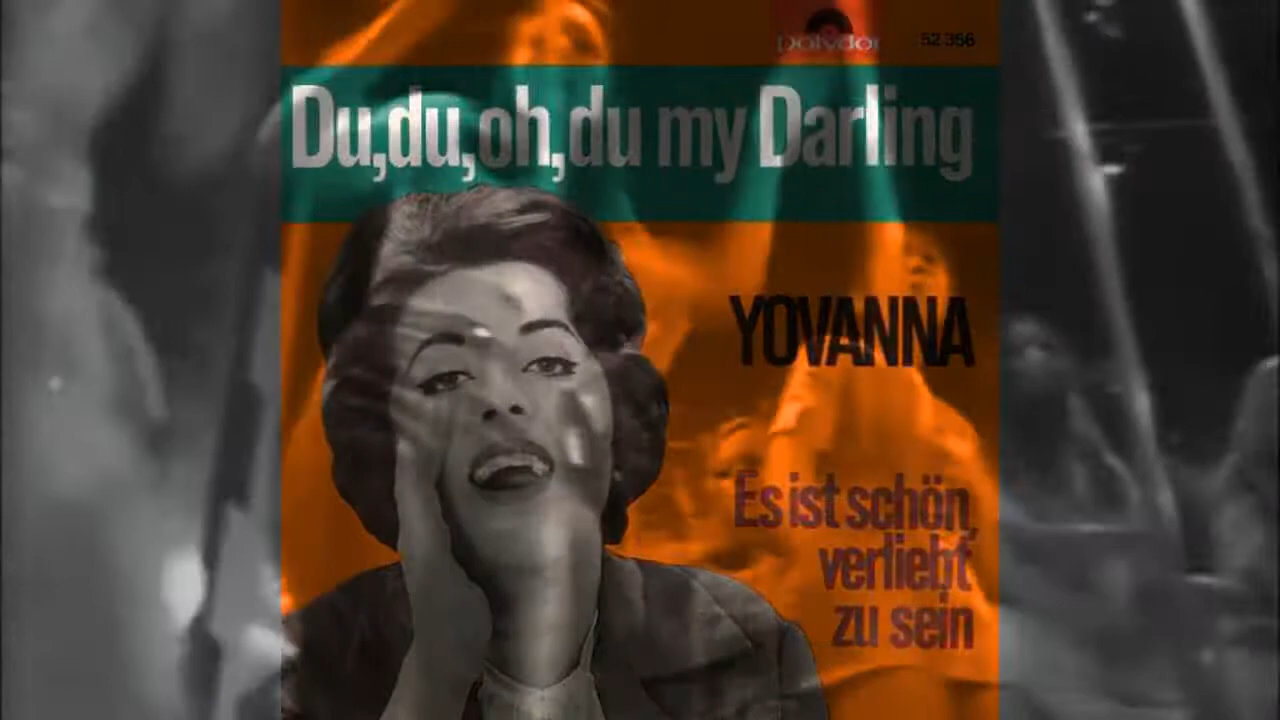 Polydor
52 356
Du,du,oh,du my Darling
YOVANNA
Es ist schön,
verliebt
zu sein